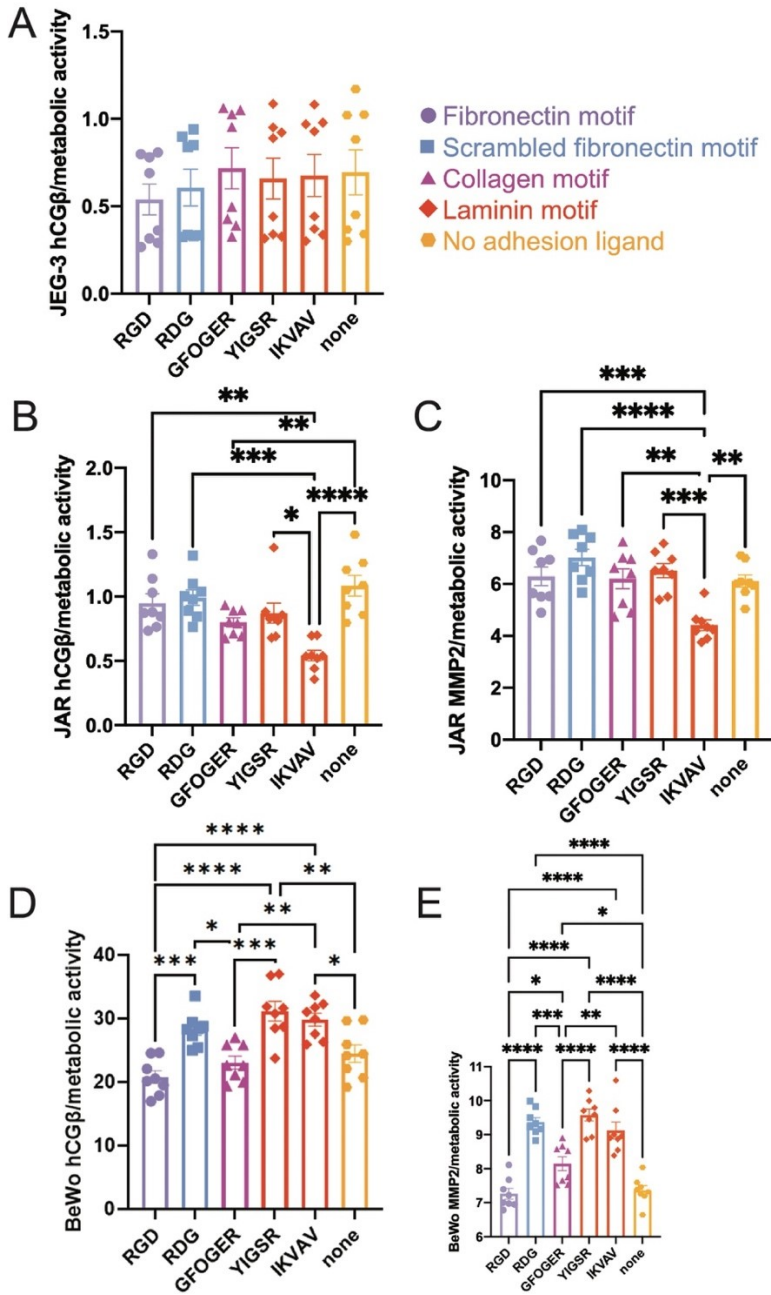 A
JEG-3 hCGβ/metabolic activity
1.5
1.0
0.5
0.0
RGD
RDG
GFOGER
YIGSR
IKVAV
none
Fibronectin motif
Scrambled fibronectin motif
Collagen motif
Laminin motif
No adhesion ligand
B
JAR hCGβ/metabolic activity
**
**
***
****
*
2.0
1.5
1.0
0.5
0.0
RGD
RDG
GFOGER
YIGSR
IKVAV
none
C
JAR MMP2/metabolic activity
***
****
**
**
***
10
8
6
4
2
0
RGD
RDG
GFOGER
YIGSR
IKVAV
none
D
BeWo hCGβ/metabolic activity
****
****
**
**
*
***
***
*
40
30
20
10
0
RGD
RDG
GFOGER
YIGSR
IKVAV
none
E
BeWo MMP2/metabolic activity
****
****
*
****
*
****
***
**
****
****
****
11
10
9
8
7
6
RGD
RDG
GFOGER
YIGSR
IKVAV
none